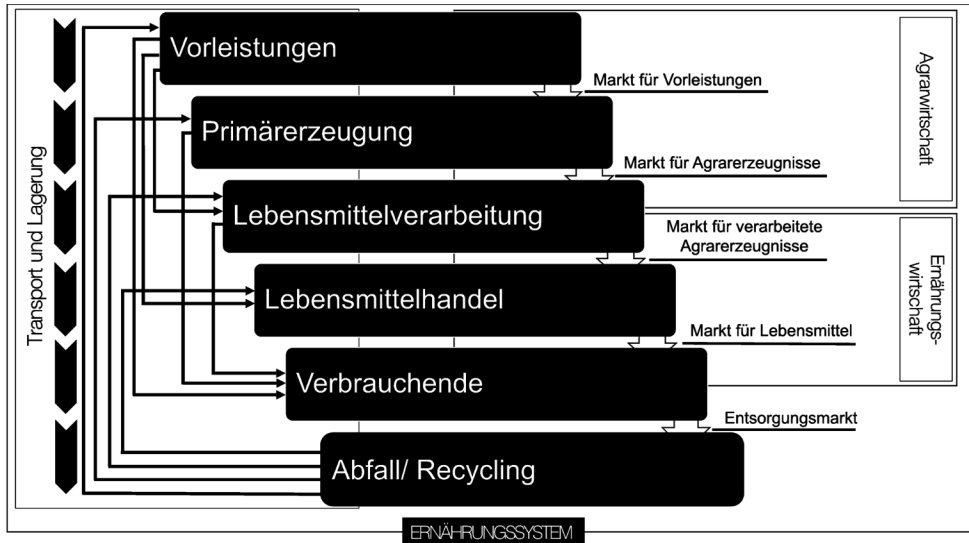 Vorleistungen
Markt für Vorleistungen
Primärerzeugung
Markt für Agrarerzeugnisse
Agrarwirtschaft
Transport und Lagerung
Lebensmittelverarbeitung
Markt für verarbeitete
Agrarerzeugnisse
Lebensmittelhandel
Markt für Lebensmittel
Ernährungs-
wirtschaft
Verbrauchende
Entsorgungsmarkt
Abfall/ Recycling
ERNÄHRUNGSSYSTEM